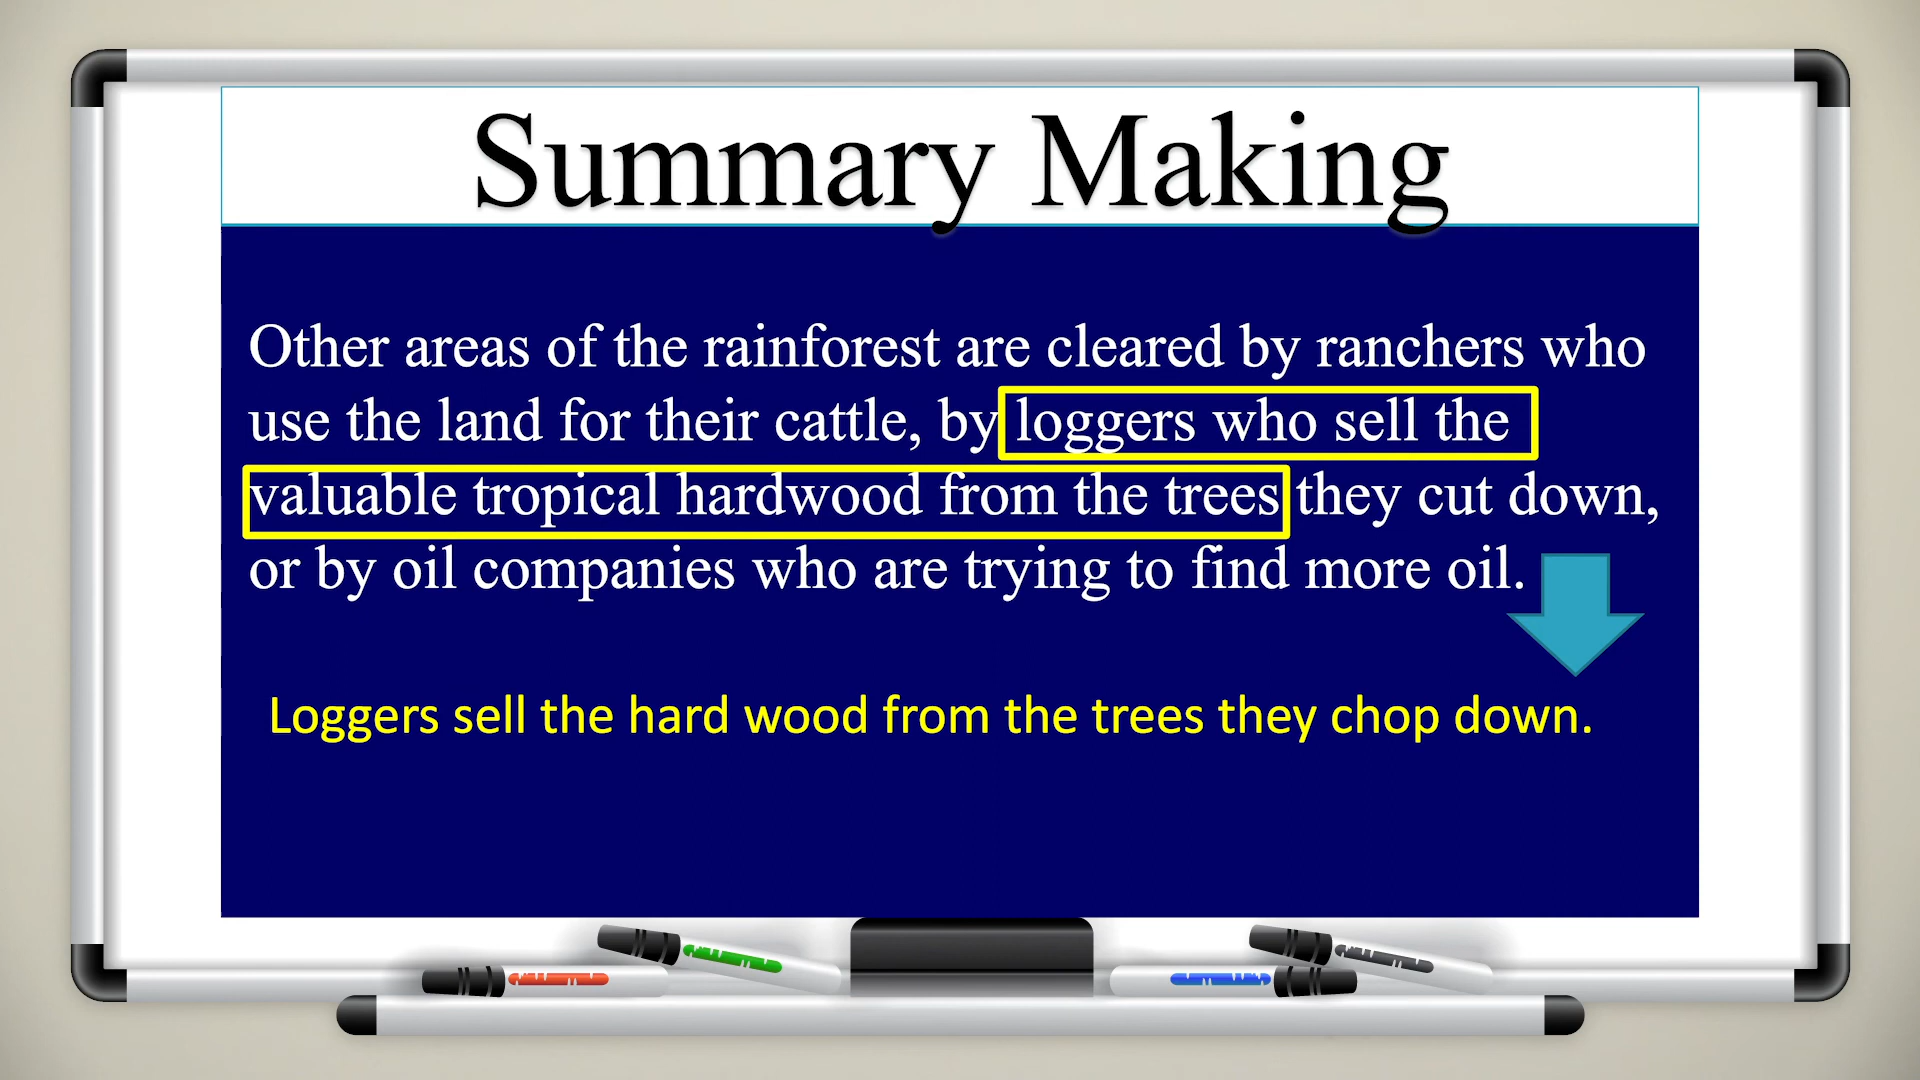 Summary Making
Other areas of the rainforest are cleared by ranchers who
use the land for their cattle, by loggers who sell the
valuable tropical hardwood from the trees they cut down,
or by oil companies who are trying to find more oil.
Loggers sell the hard wood from the trees they chop down.